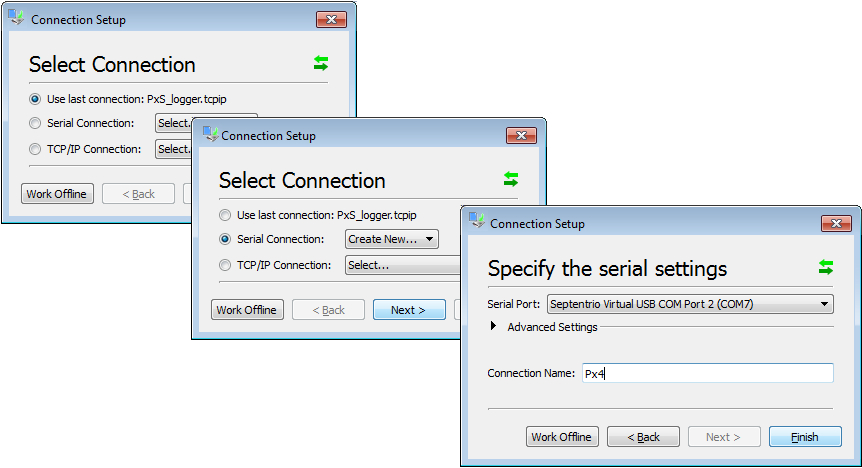 Connection Setup
Select Connection
Use last connection: PxS_logger.tcpip
Serial Connection: Select...
TCP/IP Connection: Select...
Work Offline < Back
Connection Setup
Select Connection
Use last connection: PxS_logger.tcpip
Serial Connection: Create New...
TCP/IP Connection: Select...
Work Offline < Back Next >
Connection Setup
Specify the serial settings
Serial Port: Septentrio Virtual USB COM Port 2 (COM7)
Advanced Settings
Connection Name: Px4
Work Offline < Back Next > Finish